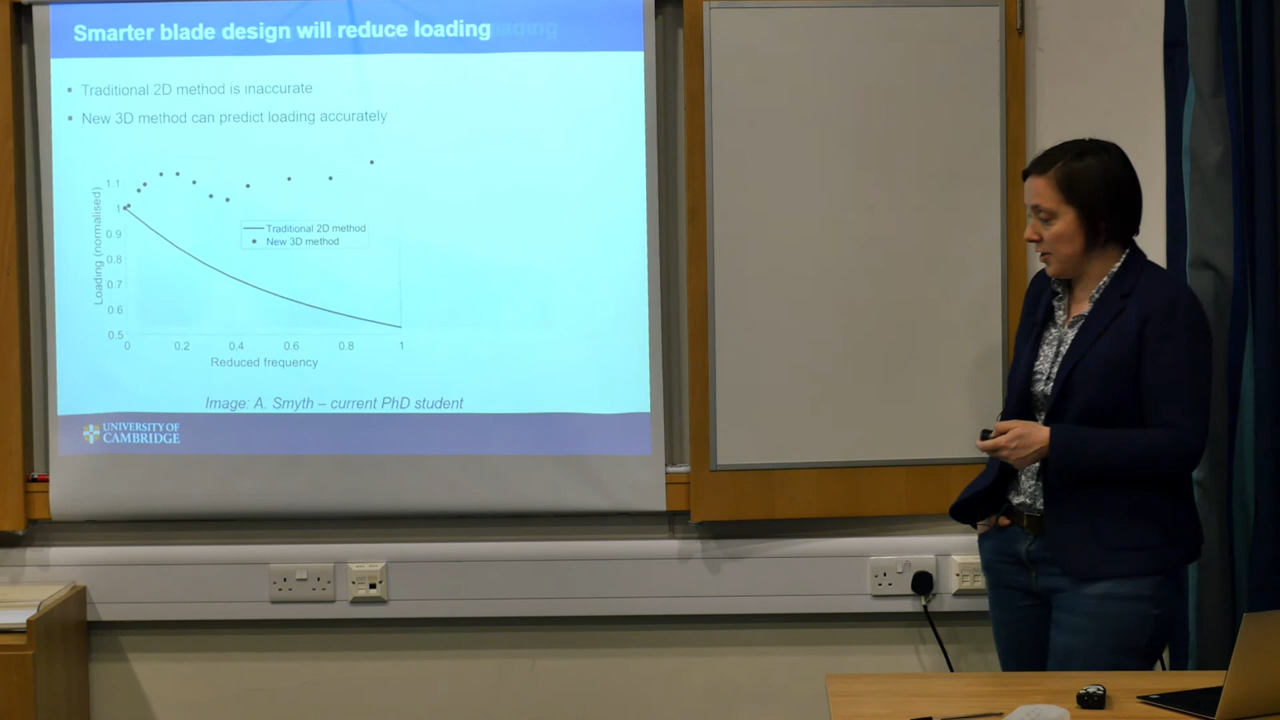 Smarter blade design will reduce loading
Traditional 2D method is inaccurate
New 3D method can predict loading accurately
Loading (normalised)
1.1
1
0.9
0.8
0.7
0.6
0.5
Traditional 2D method
New 3D method
0
0.2
0.4
0.6
0.8
1
Reduced frequency
Image: A. Smyth – current PhD student
UNIVERSITY OF
CAMBRIDGE